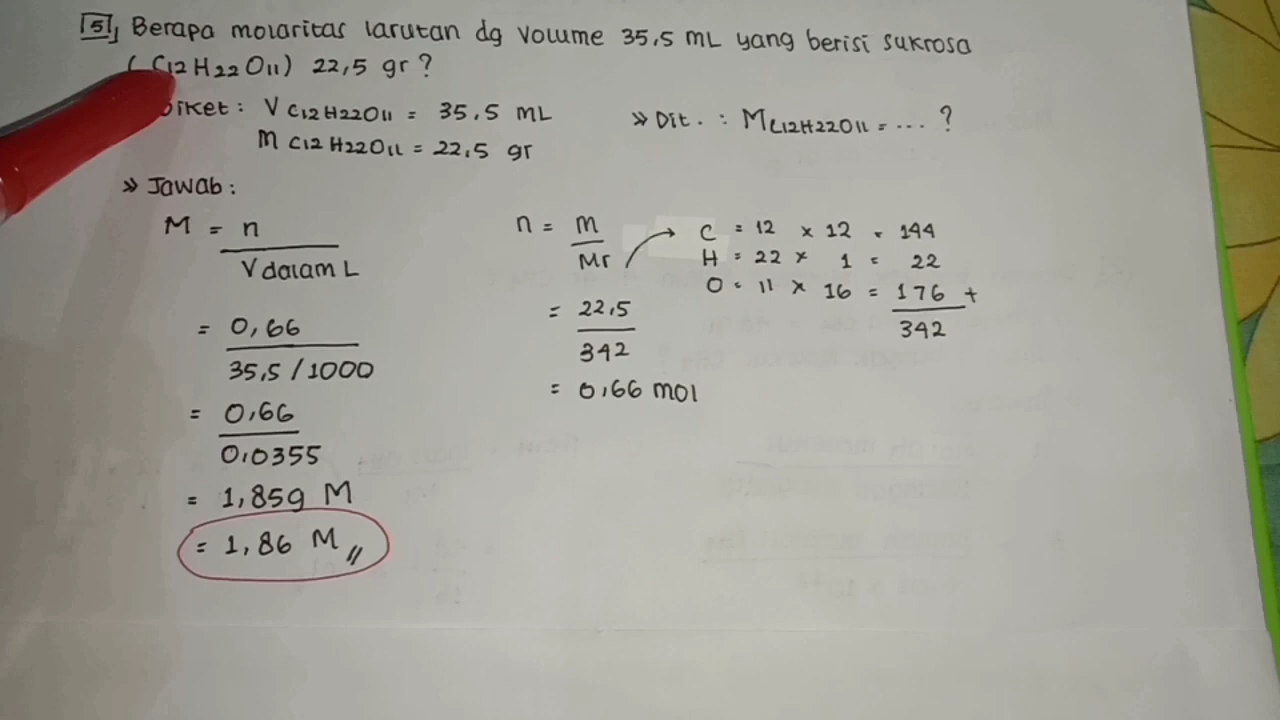 5, Berapa molaritas larutan dg volume 35,5 mL yang berisi sukrosa
(C12H22O11) 22,5 gr ?
Diket : V C12H22O11 = 35,5 mL
m C12H22O11 = 22,5 gr
» Dit. : M C12H22O11 = ... ?
» Jawab :
M = n
V dalam L
= 0,66
35,5 / 1000
= 0,66
0,0355
= 1,859 M
= 1,86 M //
n = m
Mr
= 22,5
342
= 0,66 mol
C = 12 x 12 = 144
H = 22 x 1 = 22
O = 11 x 16 = 176 +
342